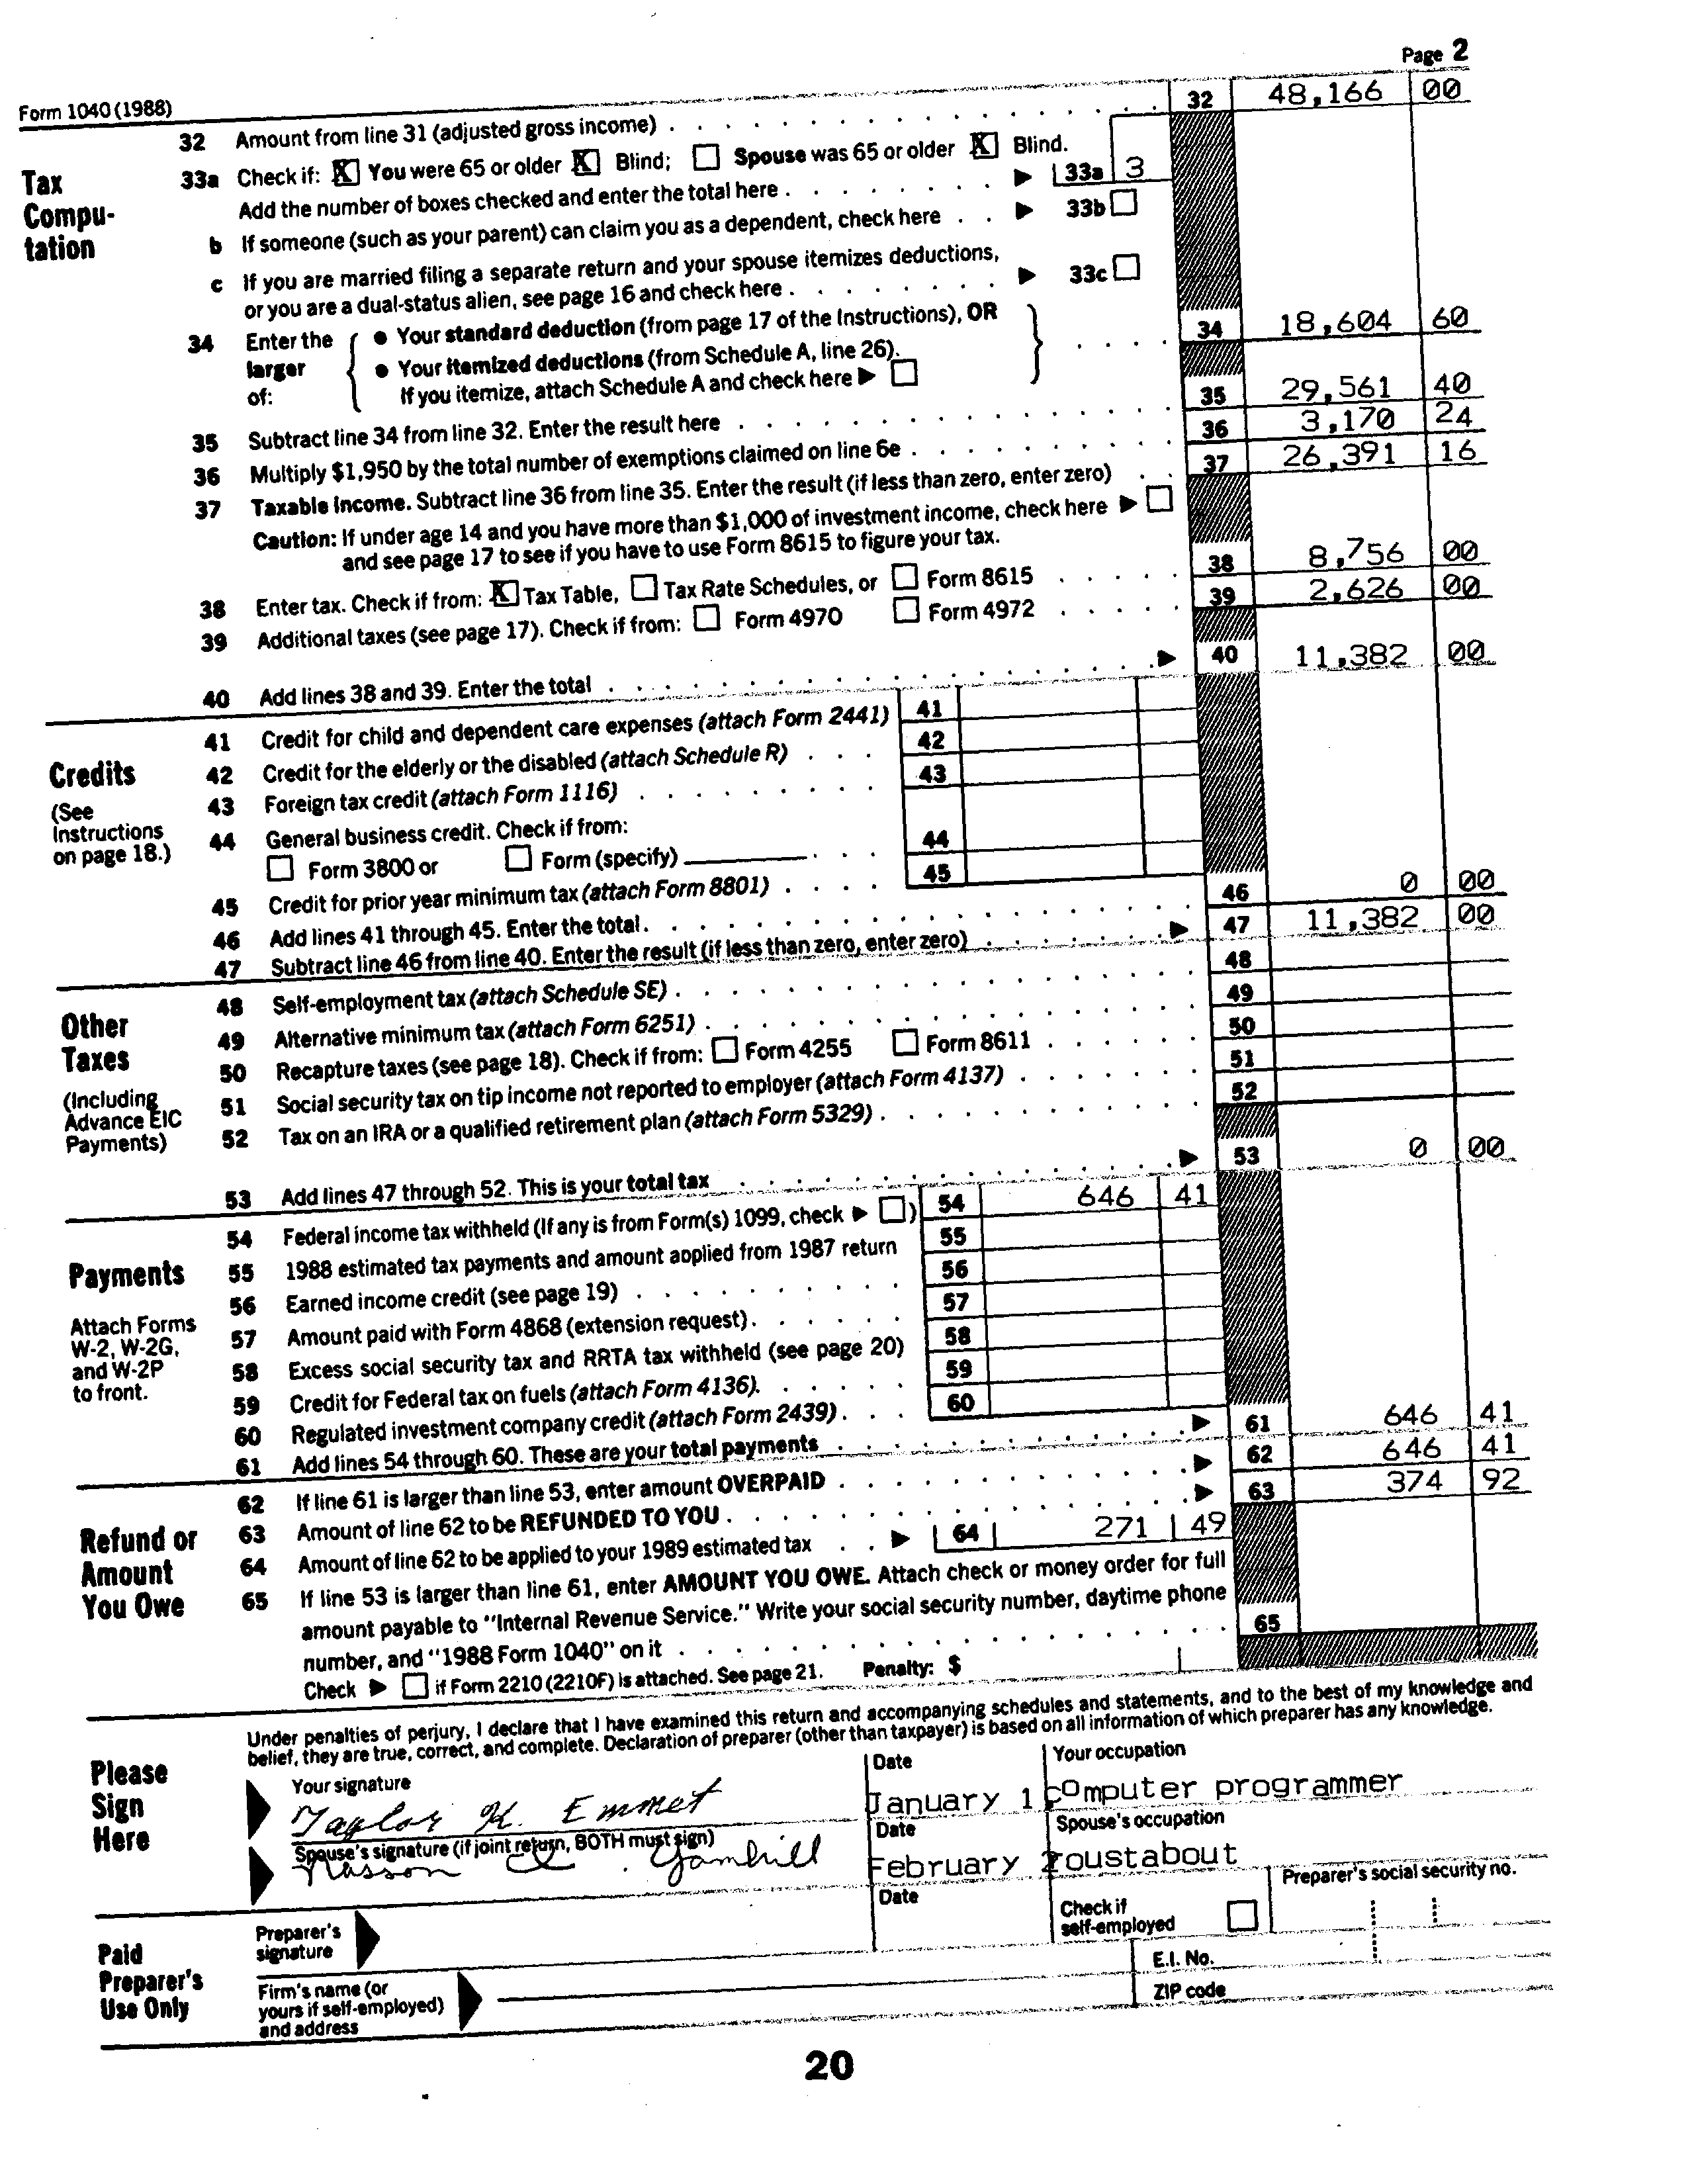 Page 2
Form 1040 (1988)
32 Amount from line 31 (adjusted gross income) . . . . . . . . . . . . . . . 32 48,166 00
Tax Compu- tation
33a Check if: X You were 65 or older X Blind; Spouse was 65 or older X Blind.
Add the number of boxes checked and enter the total here . . . . . . . . ▶ 33a 3
b If someone (such as your parent) can claim you as a dependent, check here . . ▶ 33b
c If you are married filing a separate return and your spouse itemizes deductions,
or you are a dual-status alien, see page 16 and check here . . . . . . . . ▶ 33c
34 Enter the larger of: { • Your standard deduction (from page 17 of the Instructions), OR
• Your itemized deductions (from Schedule A, line 26).
If you itemize, attach Schedule A and check here ▶ } . . . . 34 18,604 60
35 Subtract line 34 from line 32. Enter the result here . . . . . . . . . . . . 35 29,561 40
36 Multiply $1,950 by the total number of exemptions claimed on line 6e . . . . . . . . 36 3,170 24
37 Taxable income. Subtract line 36 from line 35. Enter the result (if less than zero, enter zero) . . 37 26,391 16
Caution: If under age 14 and you have more than $1,000 of investment income, check here ▶
and see page 17 to see if you have to use Form 8615 to figure your tax.
38 Enter tax. Check if from: X Tax Table, Tax Rate Schedules, or Form 8615 . . . . . 38 8,756 00
39 Additional taxes (see page 17). Check if from: Form 4970 Form 4972 . . . . . 39 2,626 00
40 Add lines 38 and 39. Enter the total . . . . . . . . . . . . . . . ▶ 40 11,382 00
Credits
(See Instructions on page 18.)
41 Credit for child and dependent care expenses (attach Form 2441) 41
42 Credit for the elderly or the disabled (attach Schedule R) . . . 42
43 Foreign tax credit (attach Form 1116) . . . . . . . . . 43
44 General business credit. Check if from:
Form 3800 or Form (specify) . . . 44
45 Credit for prior year minimum tax (attach Form 8801) . . . . 45
46 Add lines 41 through 45. Enter the total . . . . . . . . . . . . . . . 46 0 00
47 Subtract line 46 from line 40. Enter the result (if less than zero, enter zero) . . . . . . ▶ 47 11,382 00
Other Taxes
(Including Advance EIC Payments)
48 Self-employment tax (attach Schedule SE) . . . . . . . . . . . . . . 48
49 Alternative minimum tax (attach Form 6251) . . . . . . . . . . . . . . 49
50 Recapture taxes (see page 18). Check if from: Form 4255 Form 8611 . . . . . . 50
51 Social security tax on tip income not reported to employer (attach Form 4137) . . . . . . 51
52 Tax on an IRA or a qualified retirement plan (attach Form 5329) . . . . . . . . . . 52
53 Add lines 47 through 52. This is your total tax . . . . . . . . . . . . ▶ 53 0 00
Payments
Attach Forms W-2, W-2G, and W-2P to front.
54 Federal income tax withheld (If any is from Form(s) 1099, check ▶ ) 54 646 41
55 1988 estimated tax payments and amount applied from 1987 return 55
56 Earned income credit (see page 19) . . . . . . . . . 56
57 Amount paid with Form 4868 (extension request) . . . . . 57
58 Excess social security tax and RRTA tax withheld (see page 20) 58
59 Credit for Federal tax on fuels (attach Form 4136). . . . . . 59
60 Regulated investment company credit (attach Form 2439) . . . 60
61 Add lines 54 through 60. These are your total payments . . . . . . . . . . ▶ 61 646 41
Refund or Amount You Owe
62 If line 61 is larger than line 53, enter amount OVERPAID . . . . . . . . . . ▶ 62 646 41
63 Amount of line 62 to be REFUNDED TO YOU . . . . . . . . . . . . . ▶ 63 374 92
64 Amount of line 62 to be applied to your 1989 estimated tax . . ▶ 64 271 49
65 If line 53 is larger than line 61, enter AMOUNT YOU OWE. Attach check or money order for full
amount payable to "Internal Revenue Service." Write your social security number, daytime phone
number, and "1988 Form 1040" on it . . . . . . . . . . . . . . . . 65
Check ▶ if Form 2210 (2210F) is attached. See page 21. Penalty: $
Please Sign Here
Under penalties of perjury, I declare that I have examined this return and accompanying schedules and statements, and to the best of my knowledge and
belief, they are true, correct, and complete. Declaration of preparer (other than taxpayer) is based on all information of which preparer has any knowledge.
Your signature Date Your occupation
Taylor K. Emmet January 1 computer programmer
Spouse's signature (if joint return, BOTH must sign) Date Spouse's occupation
Yamhill February 2 roustabout
Paid Preparer's Use Only
Preparer's signature Date Check if self-employed Preparer's social security no.
Firm's name (or yours if self-employed) and address E.I. No.
ZIP code
20